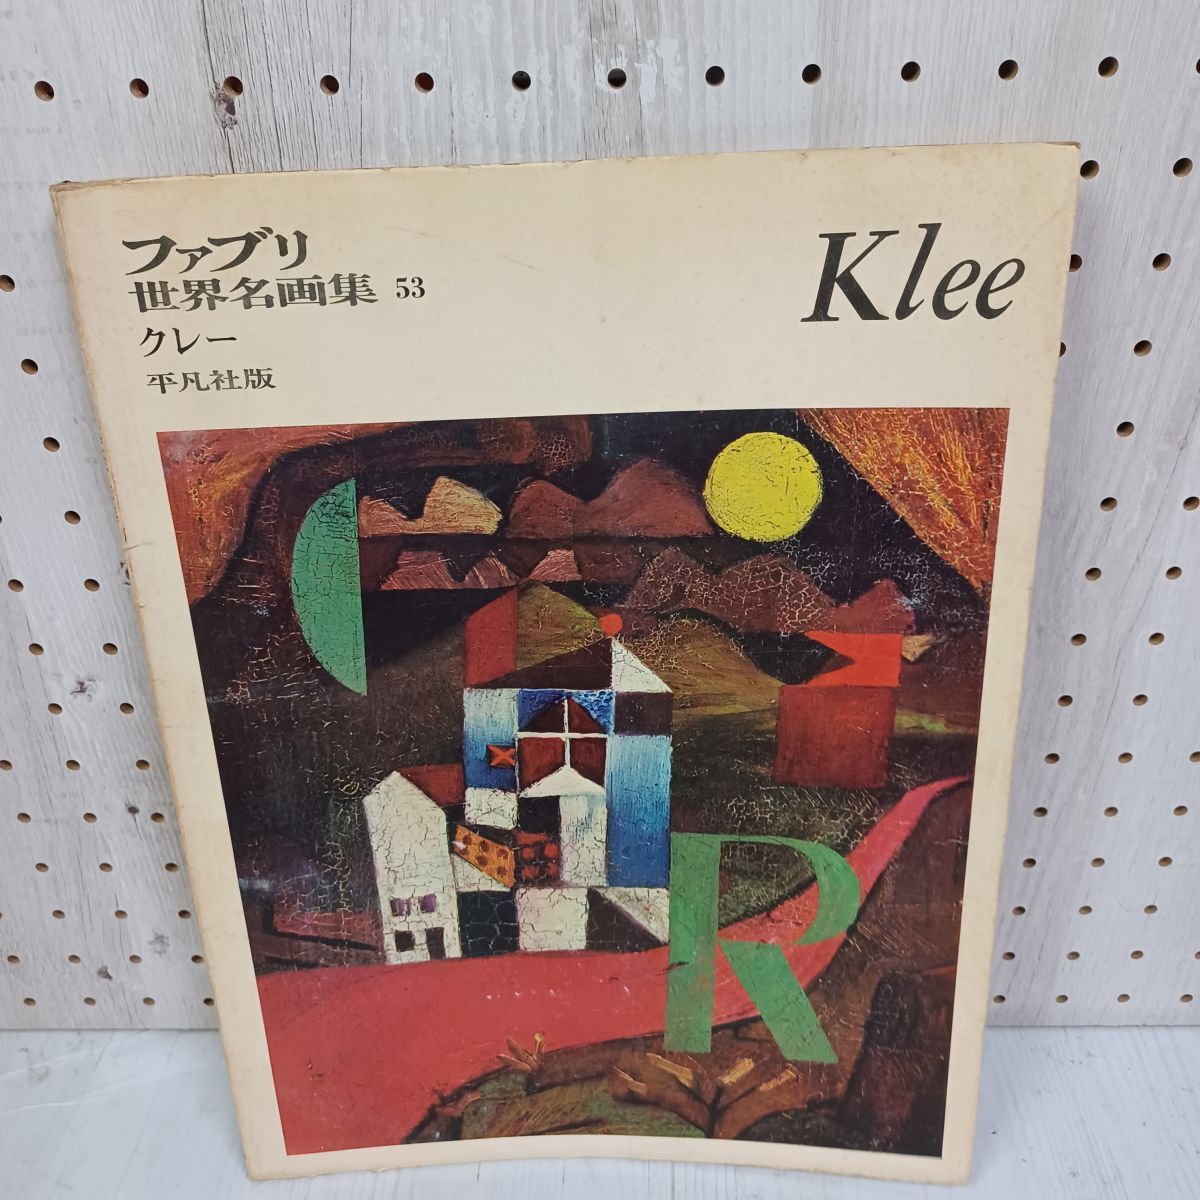 ファブリ
世界名画集 53
クレー
平凡社版
Klee
R